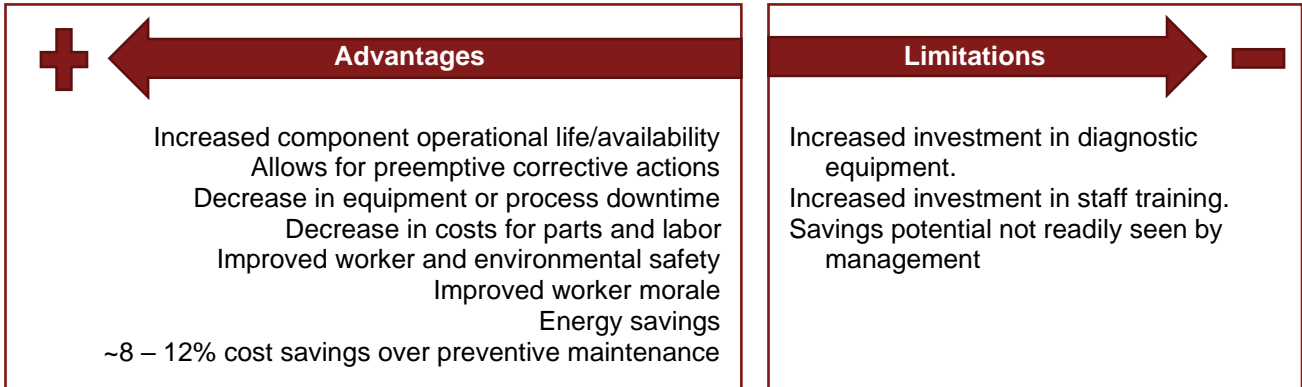 Advantages
Increased component operational life/availability
Allows for preemptive corrective actions
Decrease in equipment or process downtime
Decrease in costs for parts and labor
Improved worker and environmental safety
Improved worker morale
Energy savings
~8 – 12% cost savings over preventive maintenance
Limitations
Increased investment in diagnostic
equipment.
Increased investment in staff training.
Savings potential not readily seen by
management